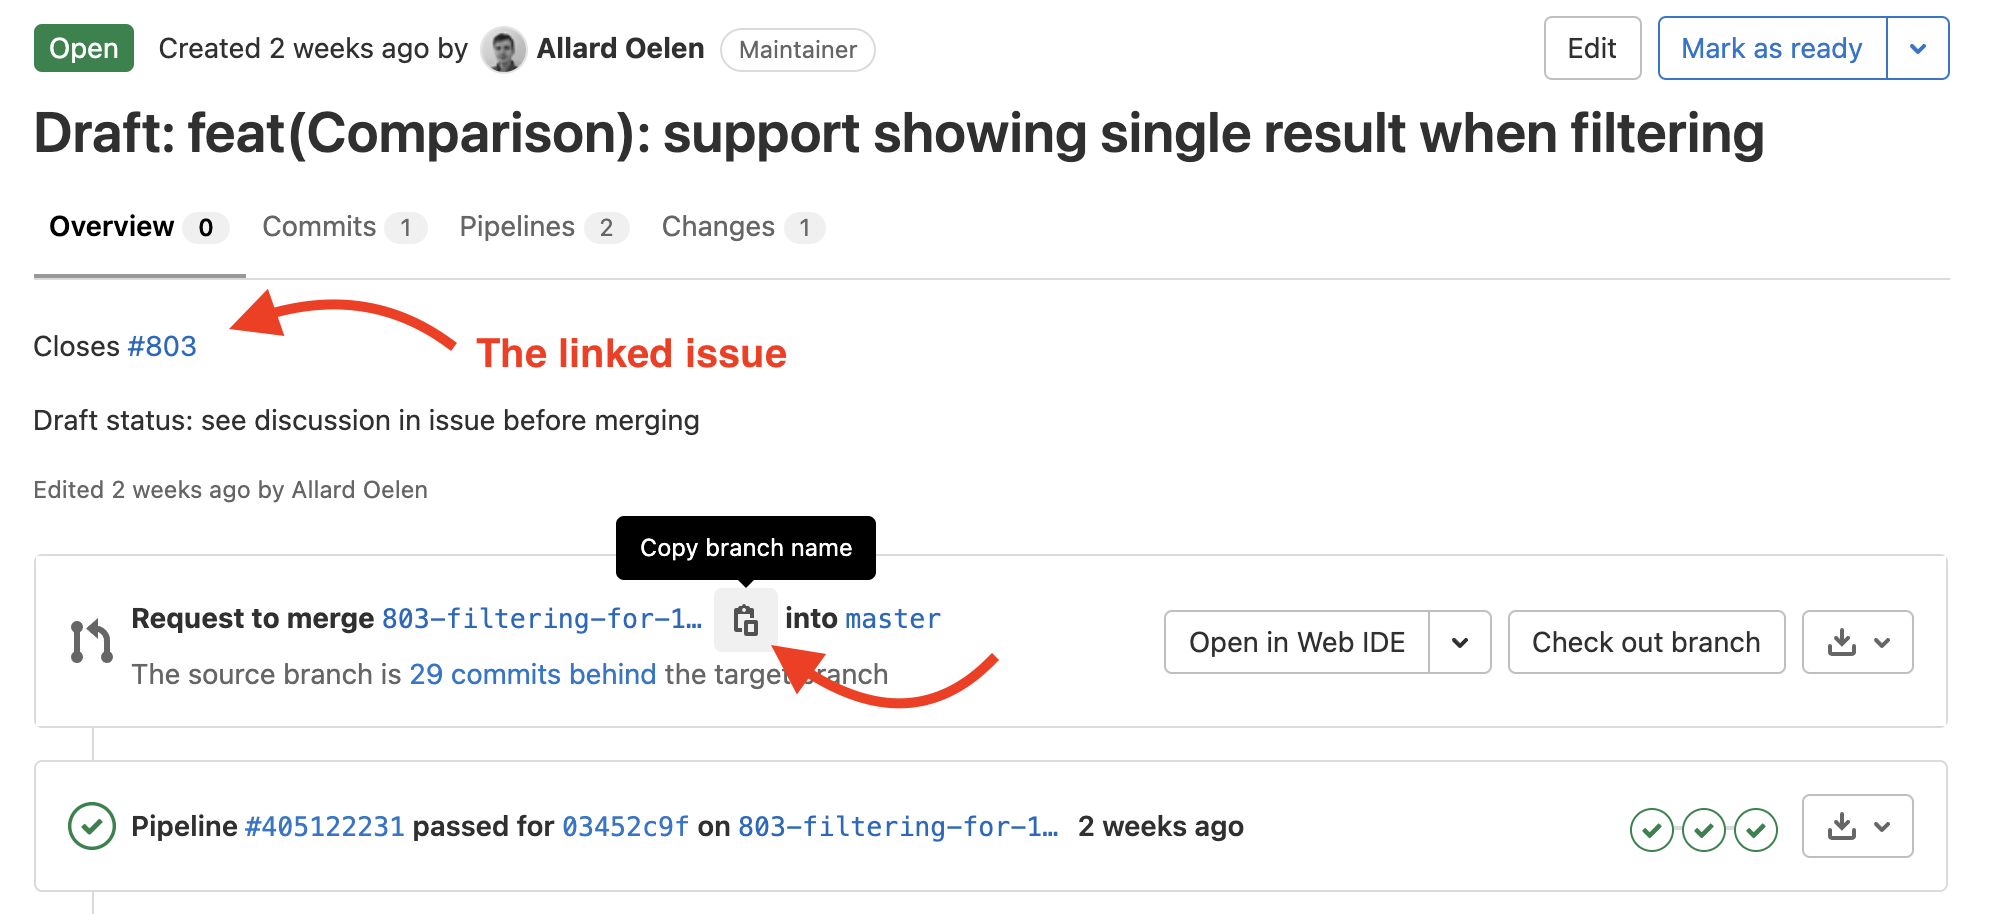 Open Created 2 weeks ago by Allard Oelen Maintainer Edit Mark as ready
Draft: feat(Comparison): support showing single result when filtering
Overview 0 Commits 1 Pipelines 2 Changes 1
Closes #803
The linked issue
Draft status: see discussion in issue before merging
Edited 2 weeks ago by Allard Oelen
Copy branch name
Request to merge 803-filtering-for-1… into master Open in Web IDE Check out branch
The source branch is 29 commits behind the target branch
Pipeline #405122231 passed for 03452c9f on 803-filtering-for-1… 2 weeks ago